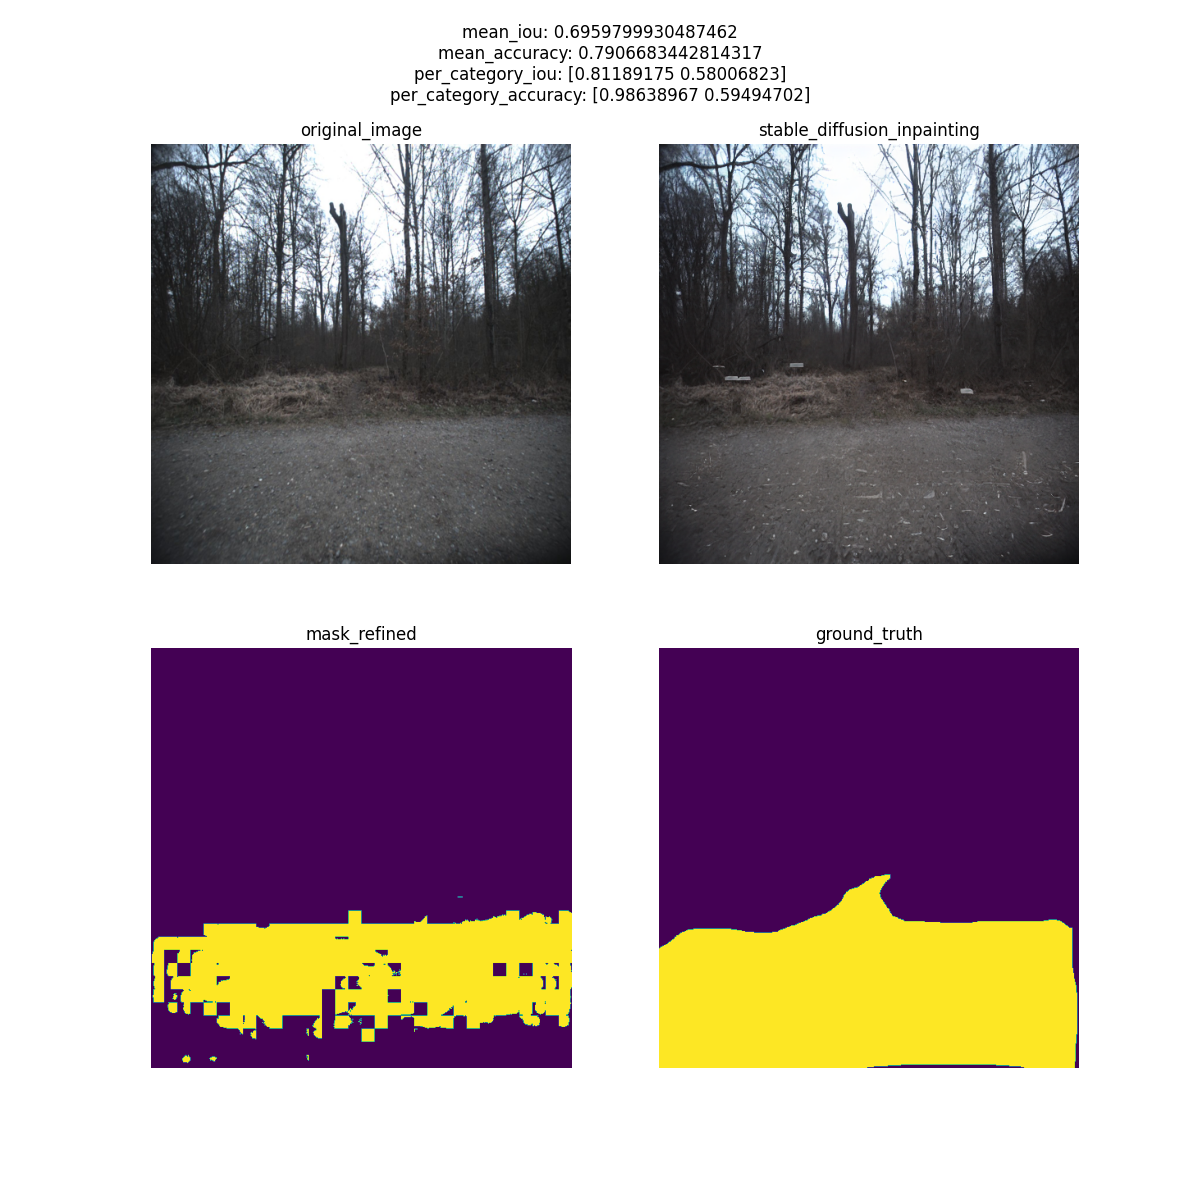 mean_iou: 0.6959799930487462
mean_accuracy: 0.7906683442814317
per_category_iou: [0.81189175 0.58006823]
per_category_accuracy: [0.98638967 0.59494702]
original_image
stable_diffusion_inpainting
mask_refined
ground_truth